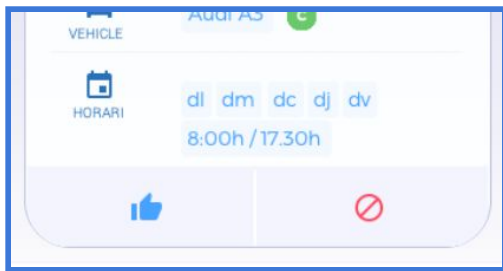 VEHICLE
Audi A3 C
HORARI
dl dm dc dj dv
8:00h / 17.30h